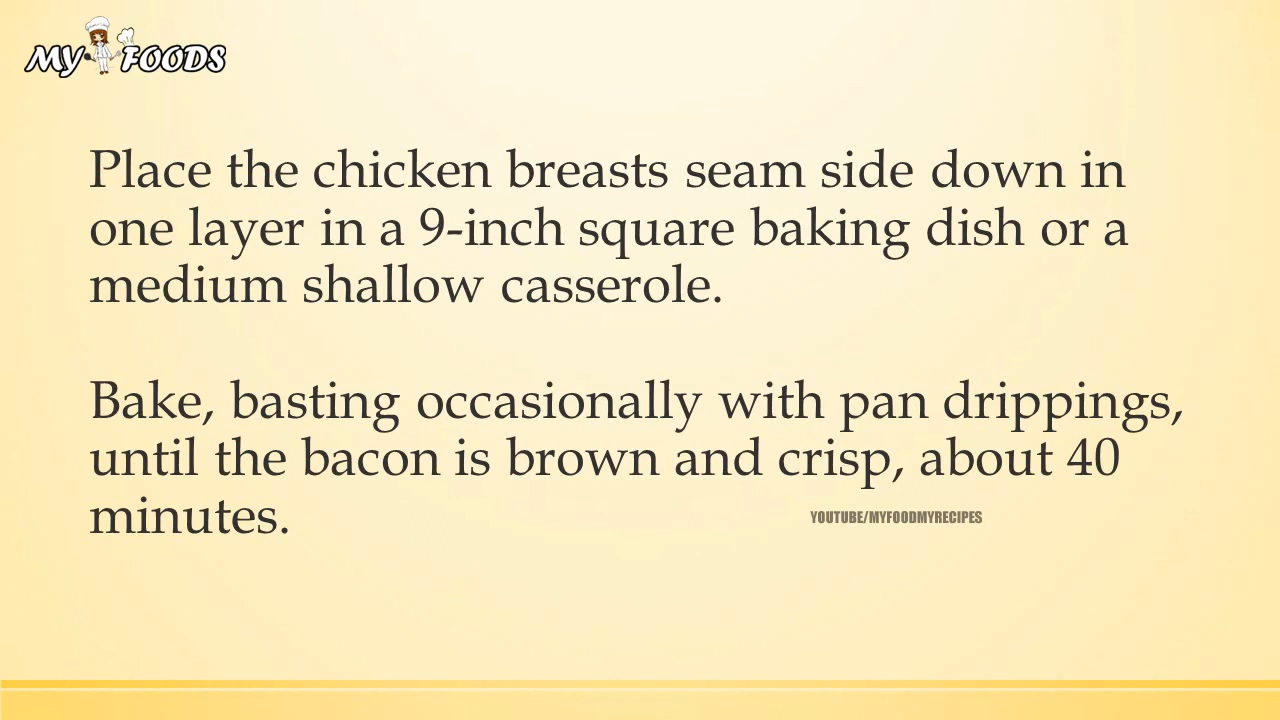 MY FOODS
Place the chicken breasts seam side down in
one layer in a 9-inch square baking dish or a
medium shallow casserole.
Bake, basting occasionally with pan drippings,
until the bacon is brown and crisp, about 40
minutes.
YOUTUBE/MYFOODMYRECIPES